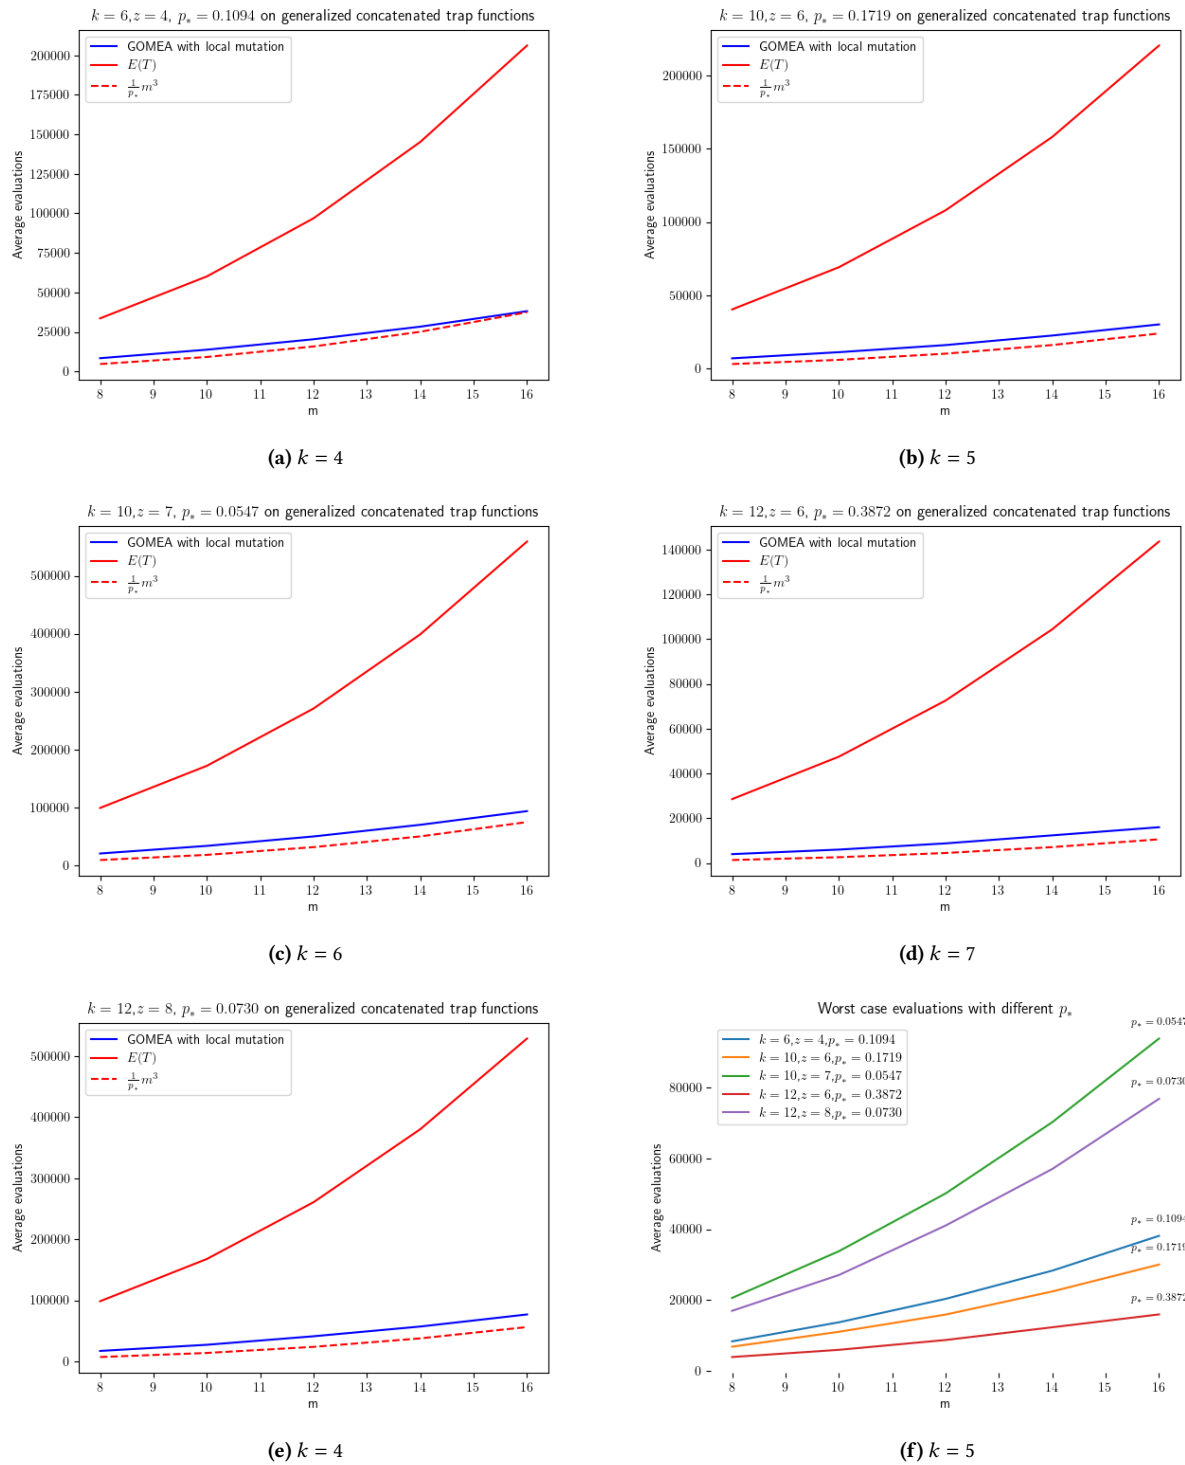 k = 6,z = 4, p∗ = 0.1094 on generalized concatenated trap functions
GOMEA with local mutation
E(T)
1/p∗ m³
Average evaluations
200000
175000
150000
125000
100000
75000
50000
25000
0
8 9 10 11 12 13 14 15 16
m
(a) k = 4
k = 10,z = 6, p∗ = 0.1719 on generalized concatenated trap functions
GOMEA with local mutation
E(T)
1/p∗ m³
Average evaluations
200000
150000
100000
50000
0
8 9 10 11 12 13 14 15 16
m
(b) k = 5
k = 10,z = 7, p∗ = 0.0547 on generalized concatenated trap functions
GOMEA with local mutation
E(T)
1/p∗ m³
Average evaluations
500000
400000
300000
200000
100000
0
8 9 10 11 12 13 14 15 16
m
(c) k = 6
k = 12,z = 6, p∗ = 0.3872 on generalized concatenated trap functions
GOMEA with local mutation
E(T)
1/p∗ m³
Average evaluations
140000
120000
100000
80000
60000
40000
20000
0
8 9 10 11 12 13 14 15 16
m
(d) k = 7
k = 12,z = 8, p∗ = 0.0730 on generalized concatenated trap functions
GOMEA with local mutation
E(T)
1/p∗ m³
Average evaluations
500000
400000
300000
200000
100000
0
8 9 10 11 12 13 14 15 16
m
(e) k = 4
Worst case evaluations with different p∗
k = 6,z = 4,p∗ = 0.1094
k = 10,z = 6,p∗ = 0.1719
k = 10,z = 7,p∗ = 0.0547
k = 12,z = 6,p∗ = 0.3872
k = 12,z = 8,p∗ = 0.0730
p∗ = 0.0547
p∗ = 0.0730
p∗ = 0.1094
p∗ = 0.1719
p∗ = 0.3872
Average evaluations
80000
60000
40000
20000
0
8 9 10 11 12 13 14 15 16
m
(f) k = 5